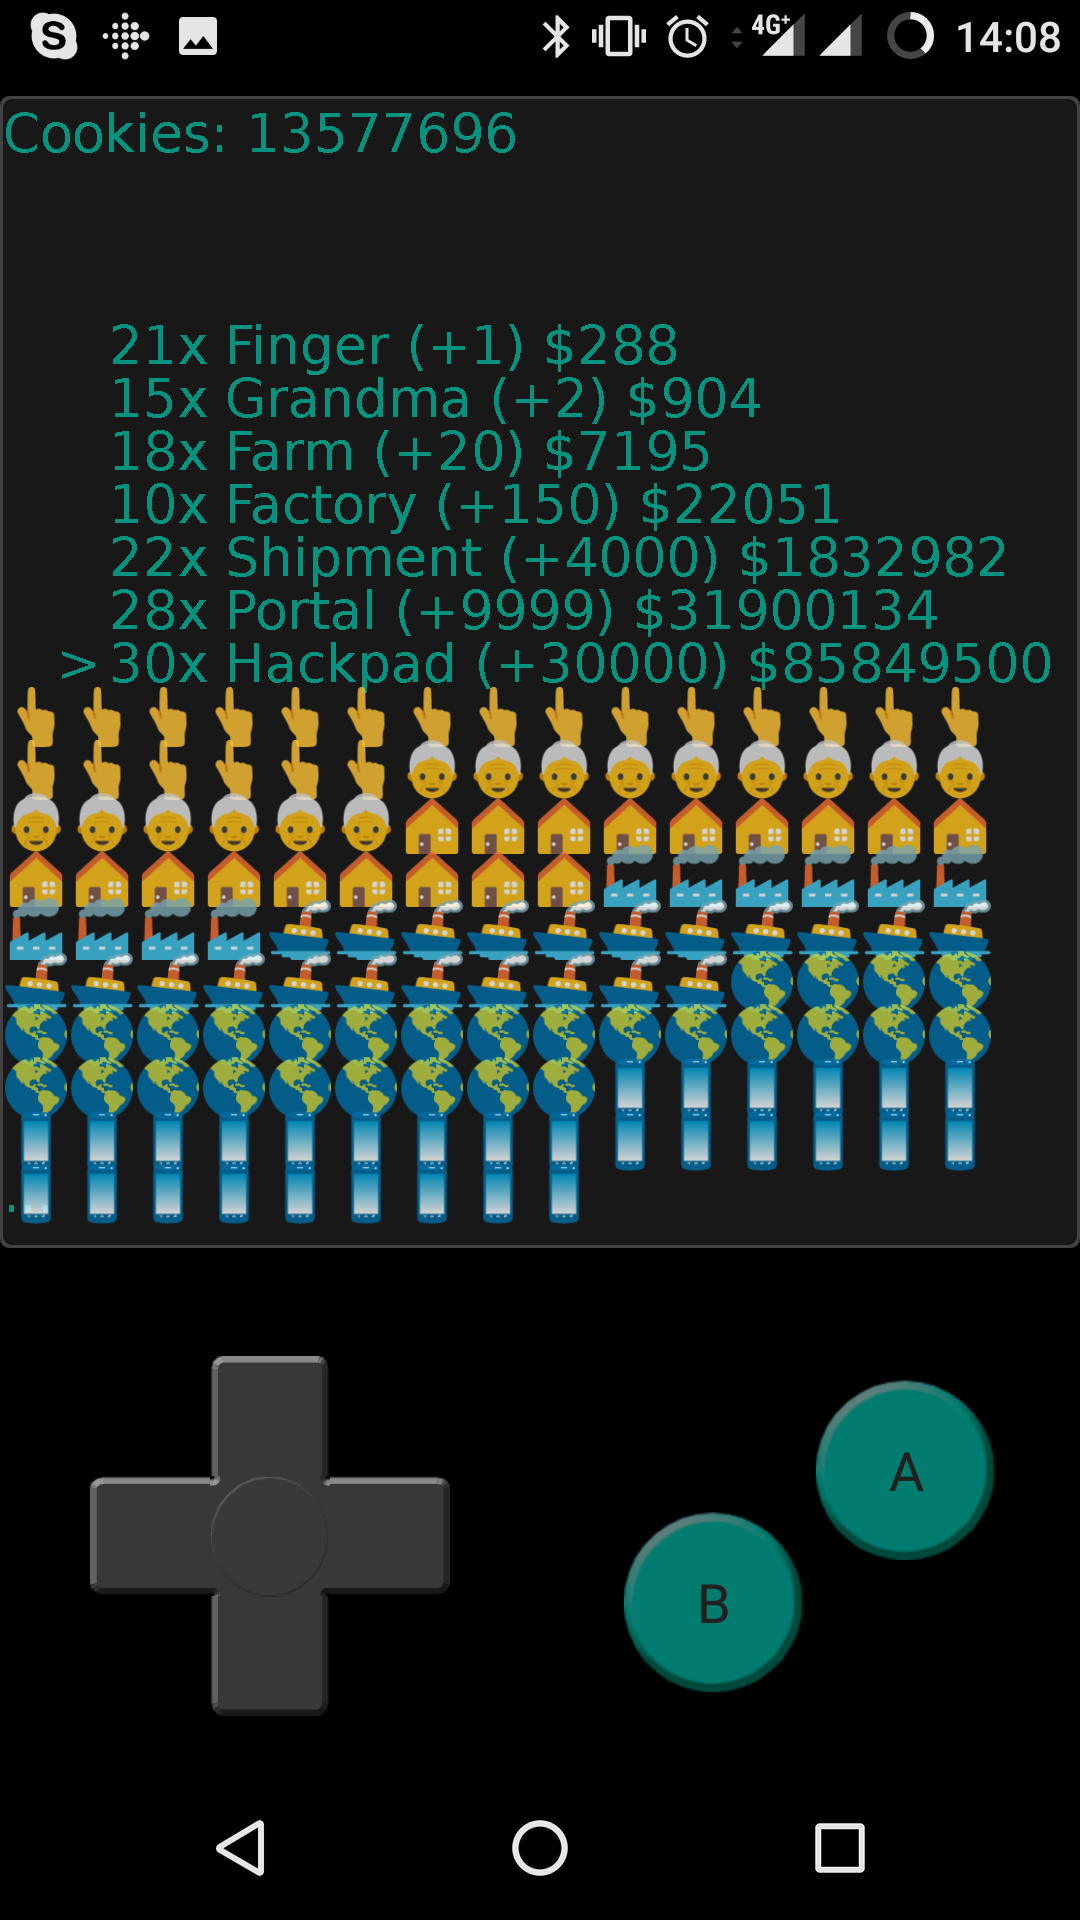 4G+ 14:08
Cookies: 13577696
21x Finger (+1) $288
15x Grandma (+2) $904
18x Farm (+20) $7195
10x Factory (+150) $22051
22x Shipment (+4000) $1832982
28x Portal (+9999) $31900134
> 30x Hackpad (+30000) $85849500
A
B